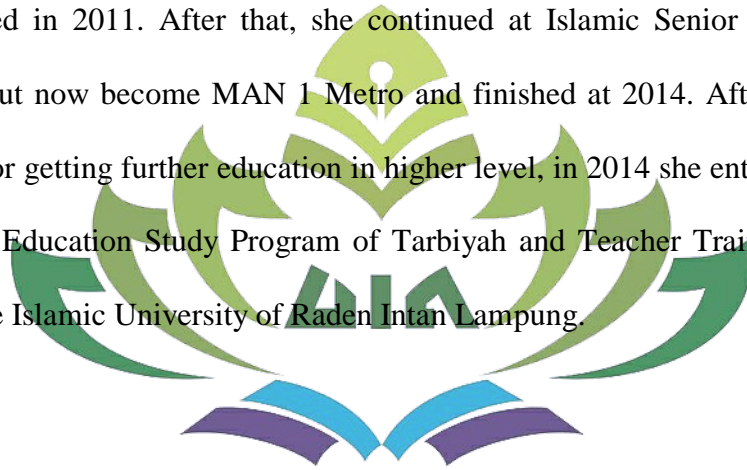 ed in 2011. After that, she continued at Islamic Senior
ut now become MAN 1 Metro and finished at 2014. Aft
or getting further education in higher level, in 2014 she ent
Education Study Program of Tarbiyah and Teacher Trai
e Islamic University of Raden Intan Lampung.
UIN